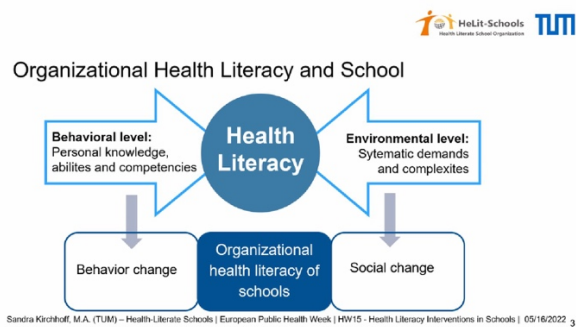 HeLit-Schools
Health Literate School Organization
TUM
Organizational Health Literacy and School
Behavioral level:
Personal knowledge,
abilites and competencies
Health
Literacy
Environmental level:
Sytematic demands
and complexites
Behavior change
Organizational
health literacy of
schools
Social change
Sandra Kirchhoff, M.A. (TUM) – Health-Literate Schools | European Public Health Week | HW15 - Health Literacy Interventions in Schools | 05/16/2022 3